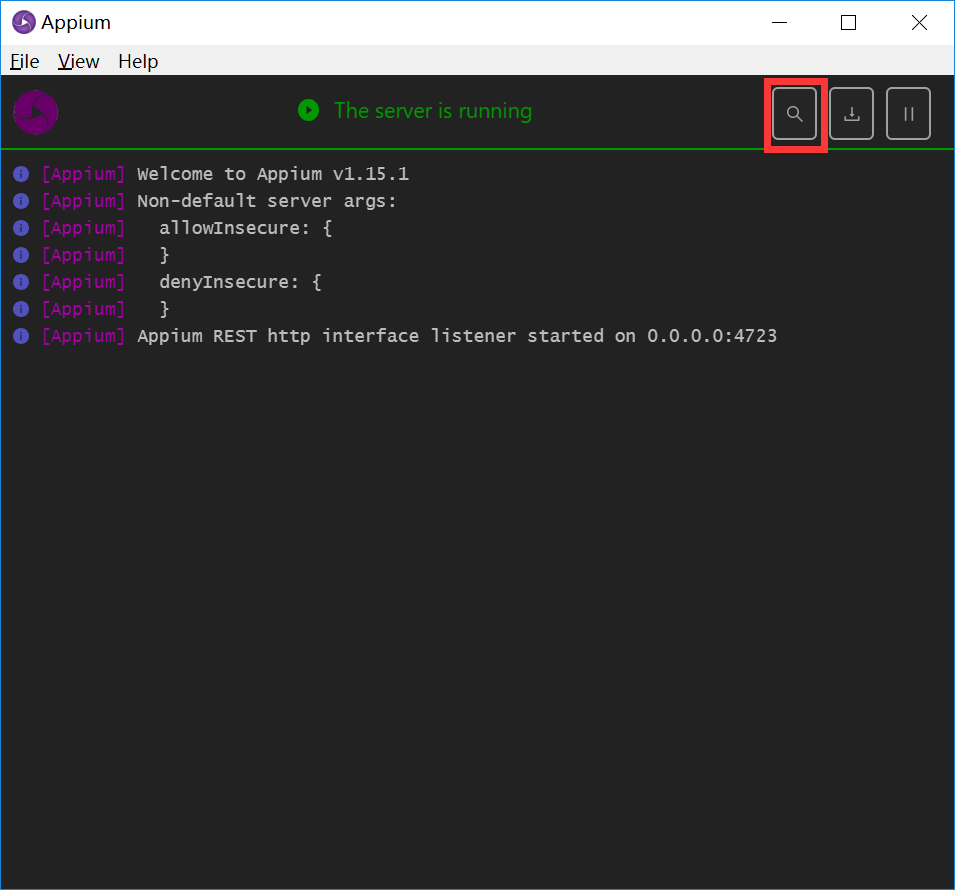 Appium
File View Help
The server is running
[Appium] Welcome to Appium v1.15.1
[Appium] Non-default server args:
[Appium]   allowInsecure: {
[Appium]   }
[Appium]   denyInsecure: {
[Appium]   }
[Appium] Appium REST http interface listener started on 0.0.0.0:4723